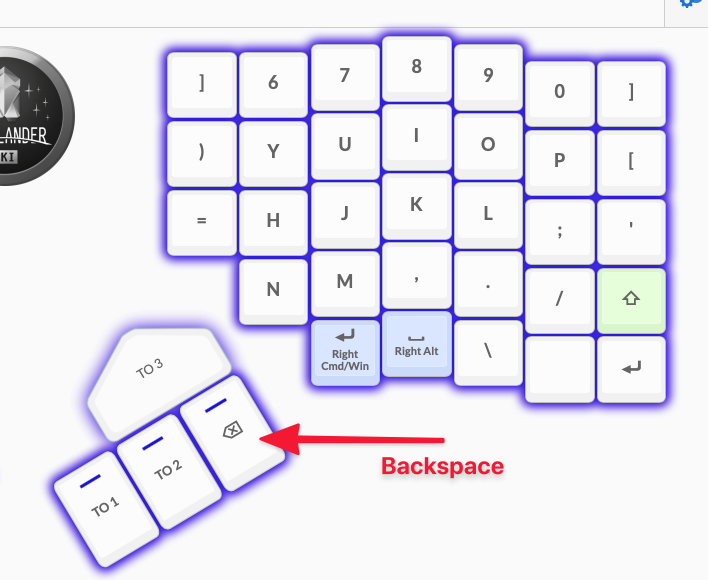 ] 6 7 8 9 0 ]
) Y U I O P [
= H J K L ; '
N M , . /
Right
Cmd/Win
Right Alt
\
TO 3
TO 1
TO 2
Backspace
LANDER
KI